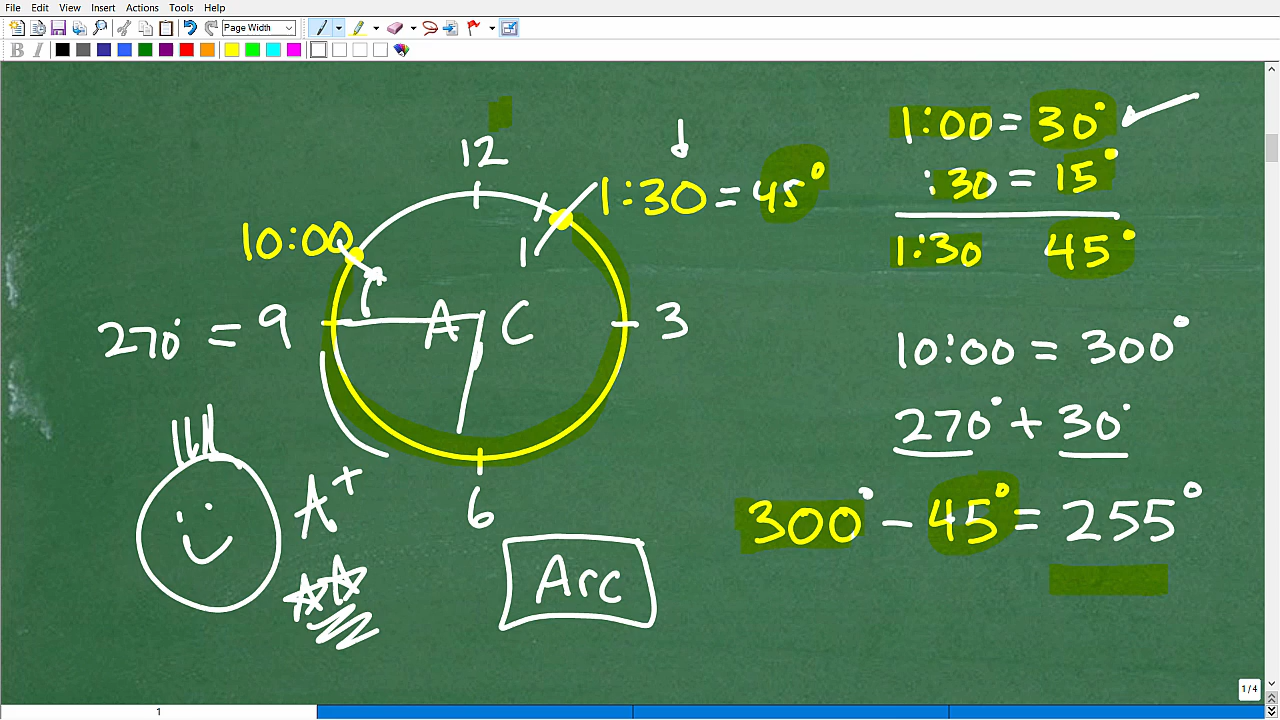 File Edit View Insert Actions Tools Help
Page Width
B I
12
1:30 = 45°
10:00
1
270° = 9
A C
3
6
A+
Arc
1:00 = 30°
:30 = 15°
1:30 45°
10:00 = 300°
270° + 30°
300° - 45° = 255°
1/4
1